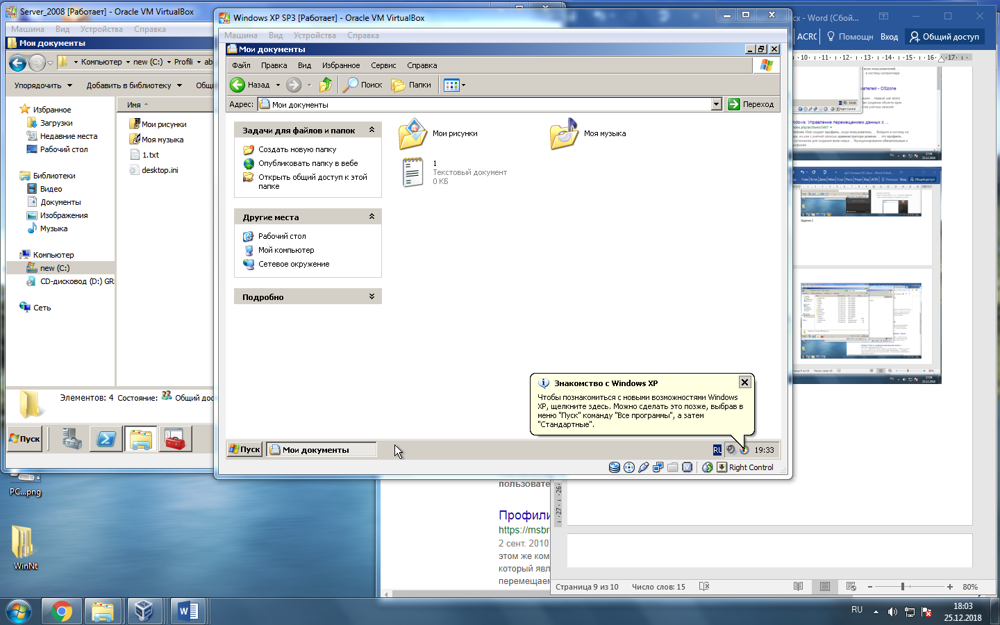 Server_2008 [Работает] - Oracle VM VirtualBox
Машина Вид Устройства Справка
Мои документы
Компьютер new (C:) Profili ab
Упорядочить Добавить в библиотеку
Имя
Избранное
Загрузки
Недавние места
Рабочий стол
Библиотеки
Видео
Документы
Изображения
Музыка
Компьютер
new (C:)
CD-дисковод (D:) GR
Сеть
Мои рисунки
Моя музыка
1.txt
desktop.ini
Элементов: 4 Состояние: Общий дос
Пуск
Windows XP SP3 [Работает] - Oracle VM VirtualBox
Машина Вид Устройства Справка
Мои документы
Файл Правка Вид Избранное Сервис Справка
Назад Поиск Папки
Адрес: Мои документы Переход
Задачи для файлов и папок
Создать новую папку
Опубликовать папку в вебе
Открыть общий доступ к этой
папке
Другие места
Рабочий стол
Мой компьютер
Сетевое окружение
Подробно
Мои рисунки
Моя музыка
1
Текстовый документ
0 КБ
Знакомство с Windows XP
Чтобы познакомиться с новыми возможностями Windows
XP, щелкните здесь. Можно сделать это позже, выбрав в
меню "Пуск" команду "Все программы", а затем
"Стандартные".
Пуск Мои документы RU 19:33
Right Control
cx - Word (Сбой...
ACRC Помощн Вход Общий доступ
10 11 12 13 14 15 16 17
Задание 2
PC...png
WinNt
пользовате
Профили
https://msbr
2 сент. 2010
этом же ком
который явл
перемещаем
26
27
Страница 9 из 10 Число слов: 15 80%
RU 18:03
25.12.2018